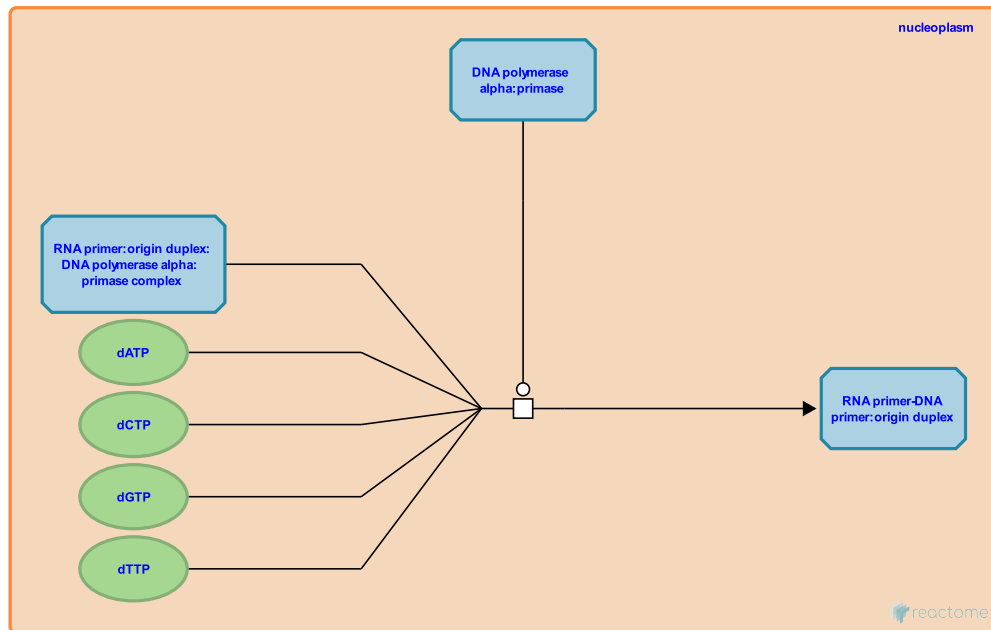 nucleoplasm
DNA polymerase
alpha:primase
RNA primer:origin duplex:
DNA polymerase alpha:
primase complex
dATP
dCTP
dGTP
dTTP
RNA primer-DNA
primer:origin duplex
reactome